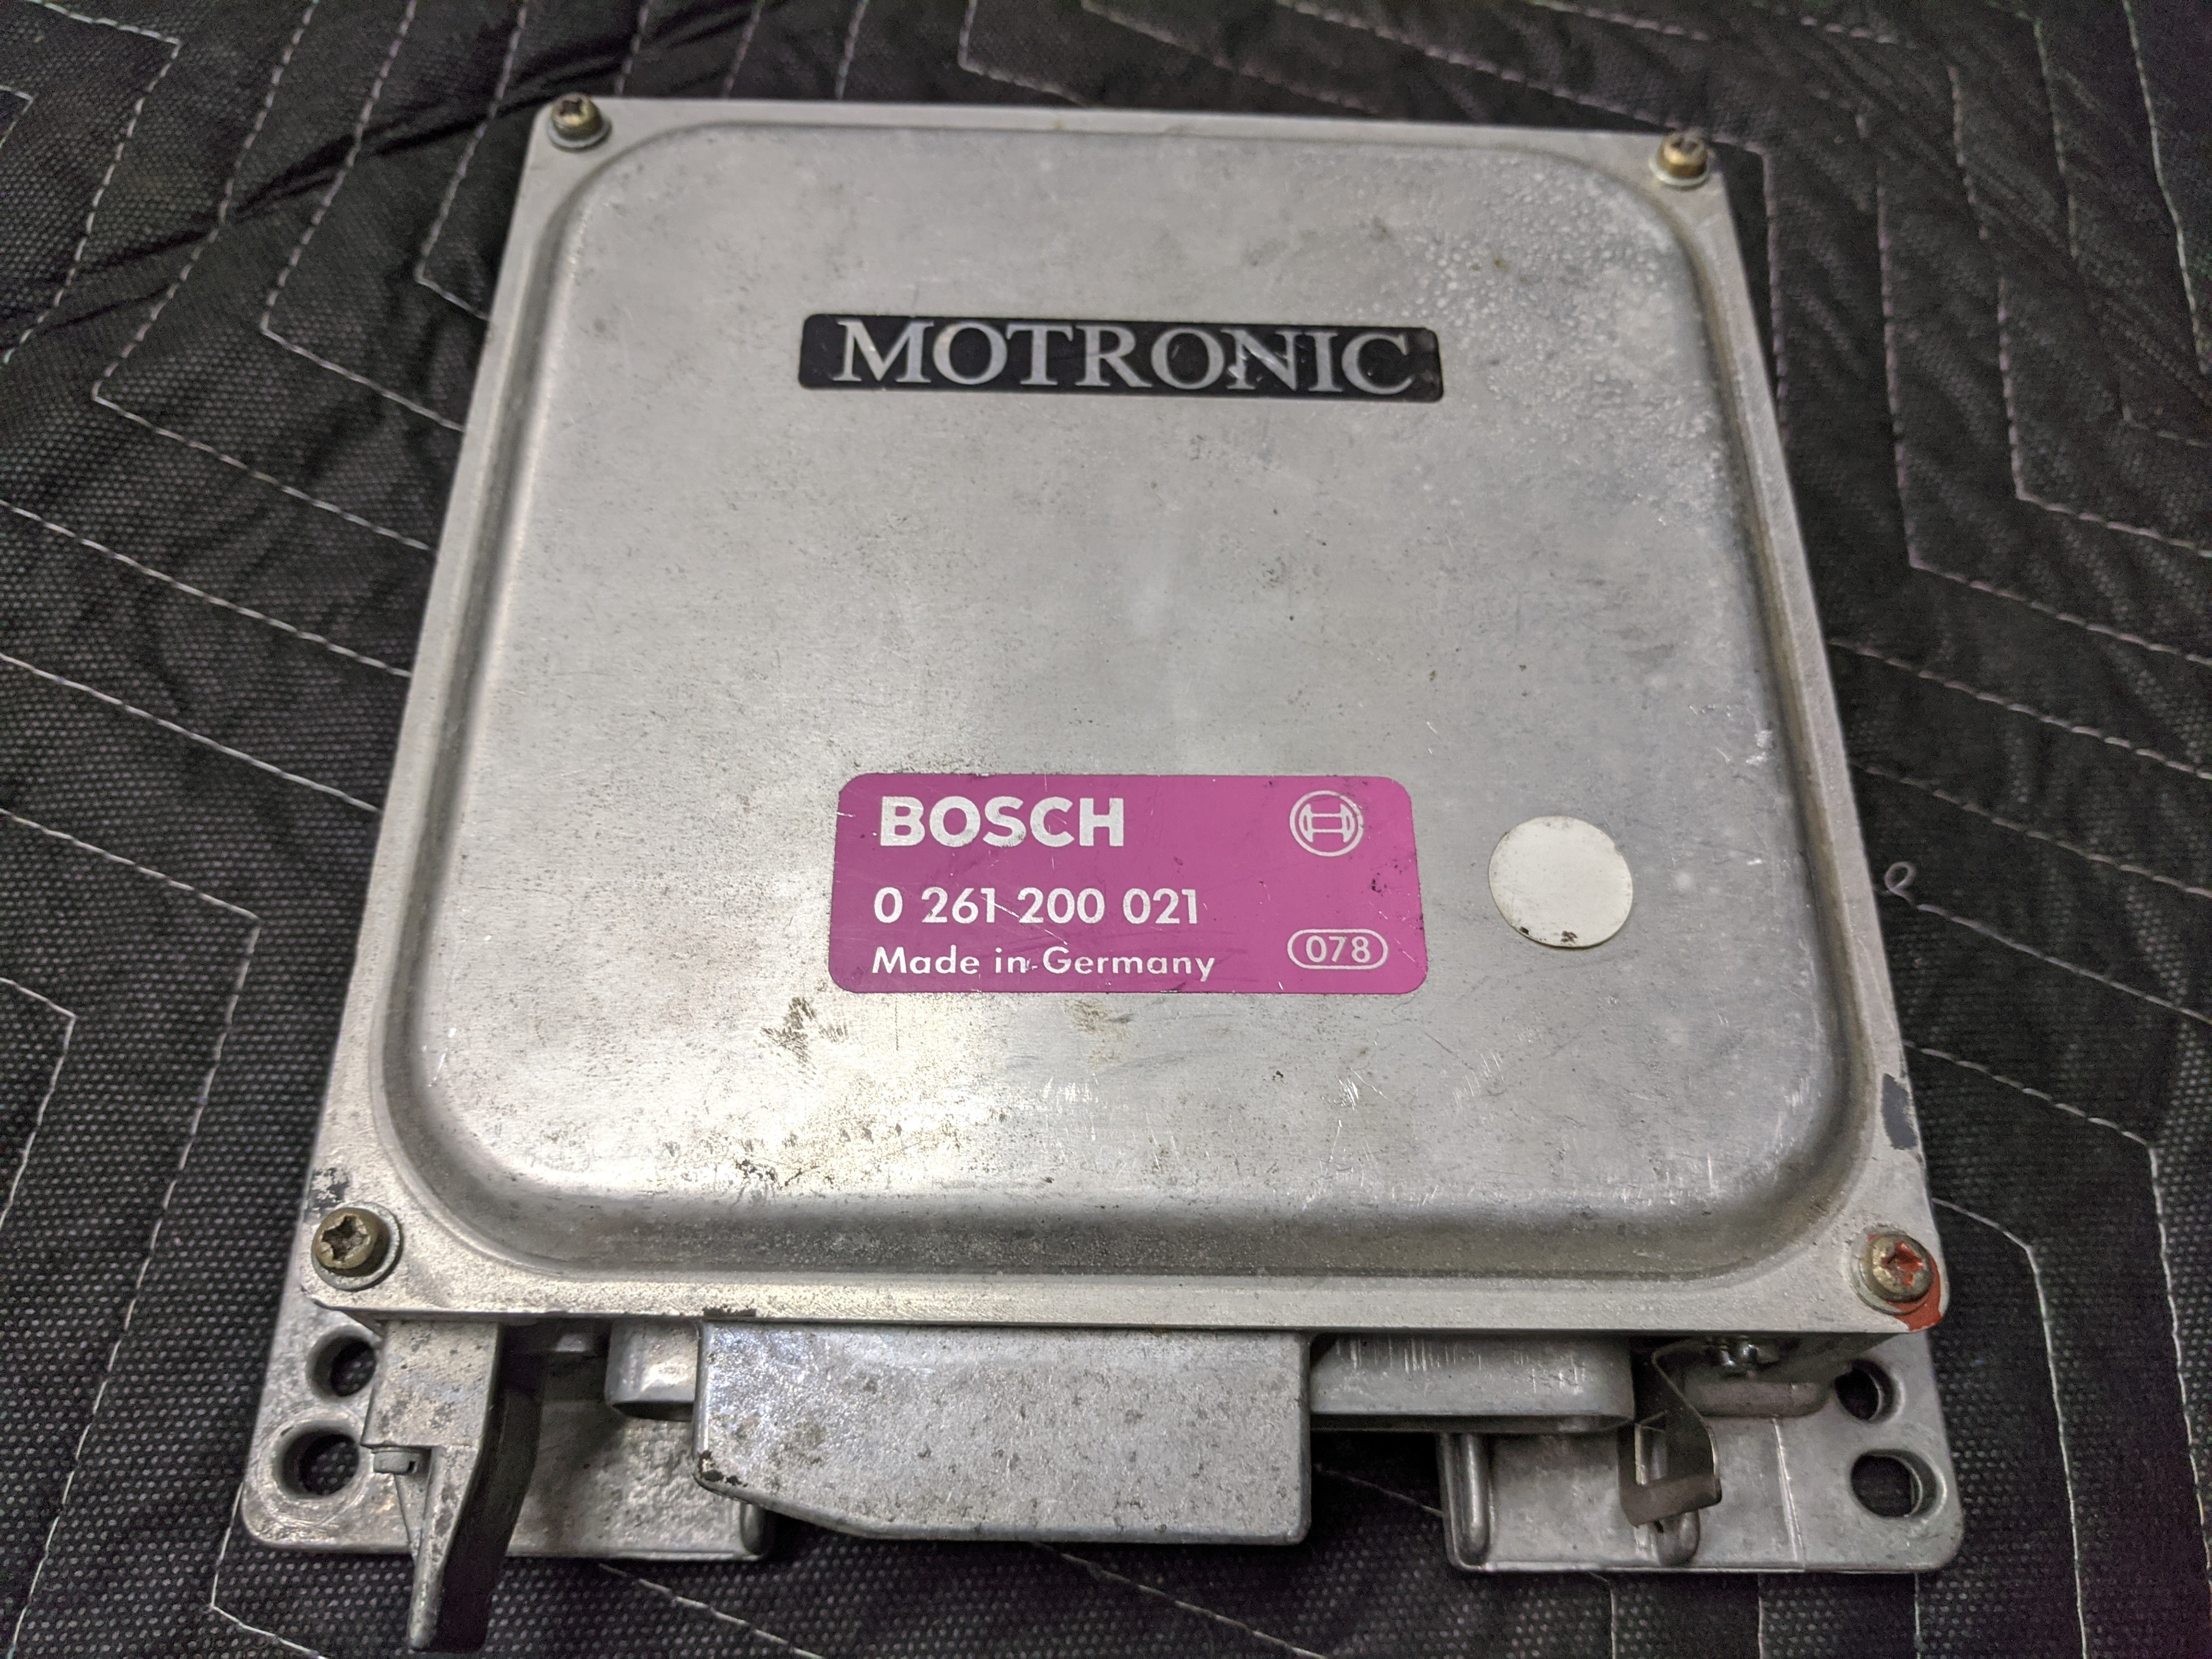 MOTRONIC
BOSCH
0 261 200 021
Made in Germany
078